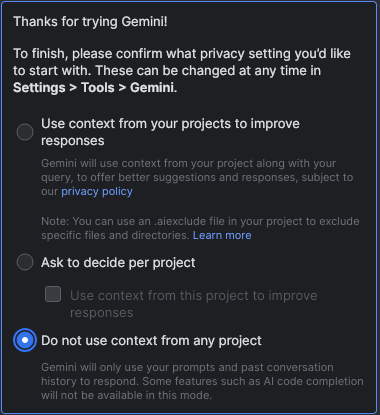 Thanks for trying Gemini!
To finish, please confirm what privacy setting you'd like
to start with. These can be changed at any time in
Settings > Tools > Gemini.
Use context from your projects to improve
responses
Gemini will use context from your project along with your
query, to offer better suggestions and responses, subject to
our privacy policy
Note: You can use an .aiexclude file in your project to exclude
specific files and directories. Learn more
Ask to decide per project
Use context from this project to improve
responses
Do not use context from any project
Gemini will only use your prompts and past conversation
history to respond. Some features such as AI code completion
will not be available in this mode.